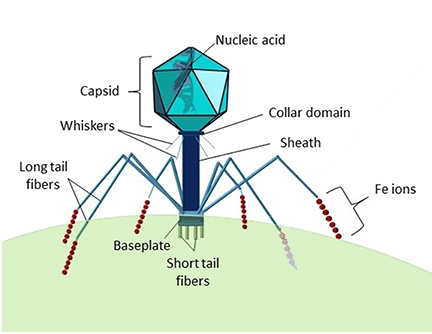 Nucleic acid
Capsid
Collar domain
Whiskers
Sheath
Long tail
fibers
Fe ions
Baseplate
Short tail
fibers